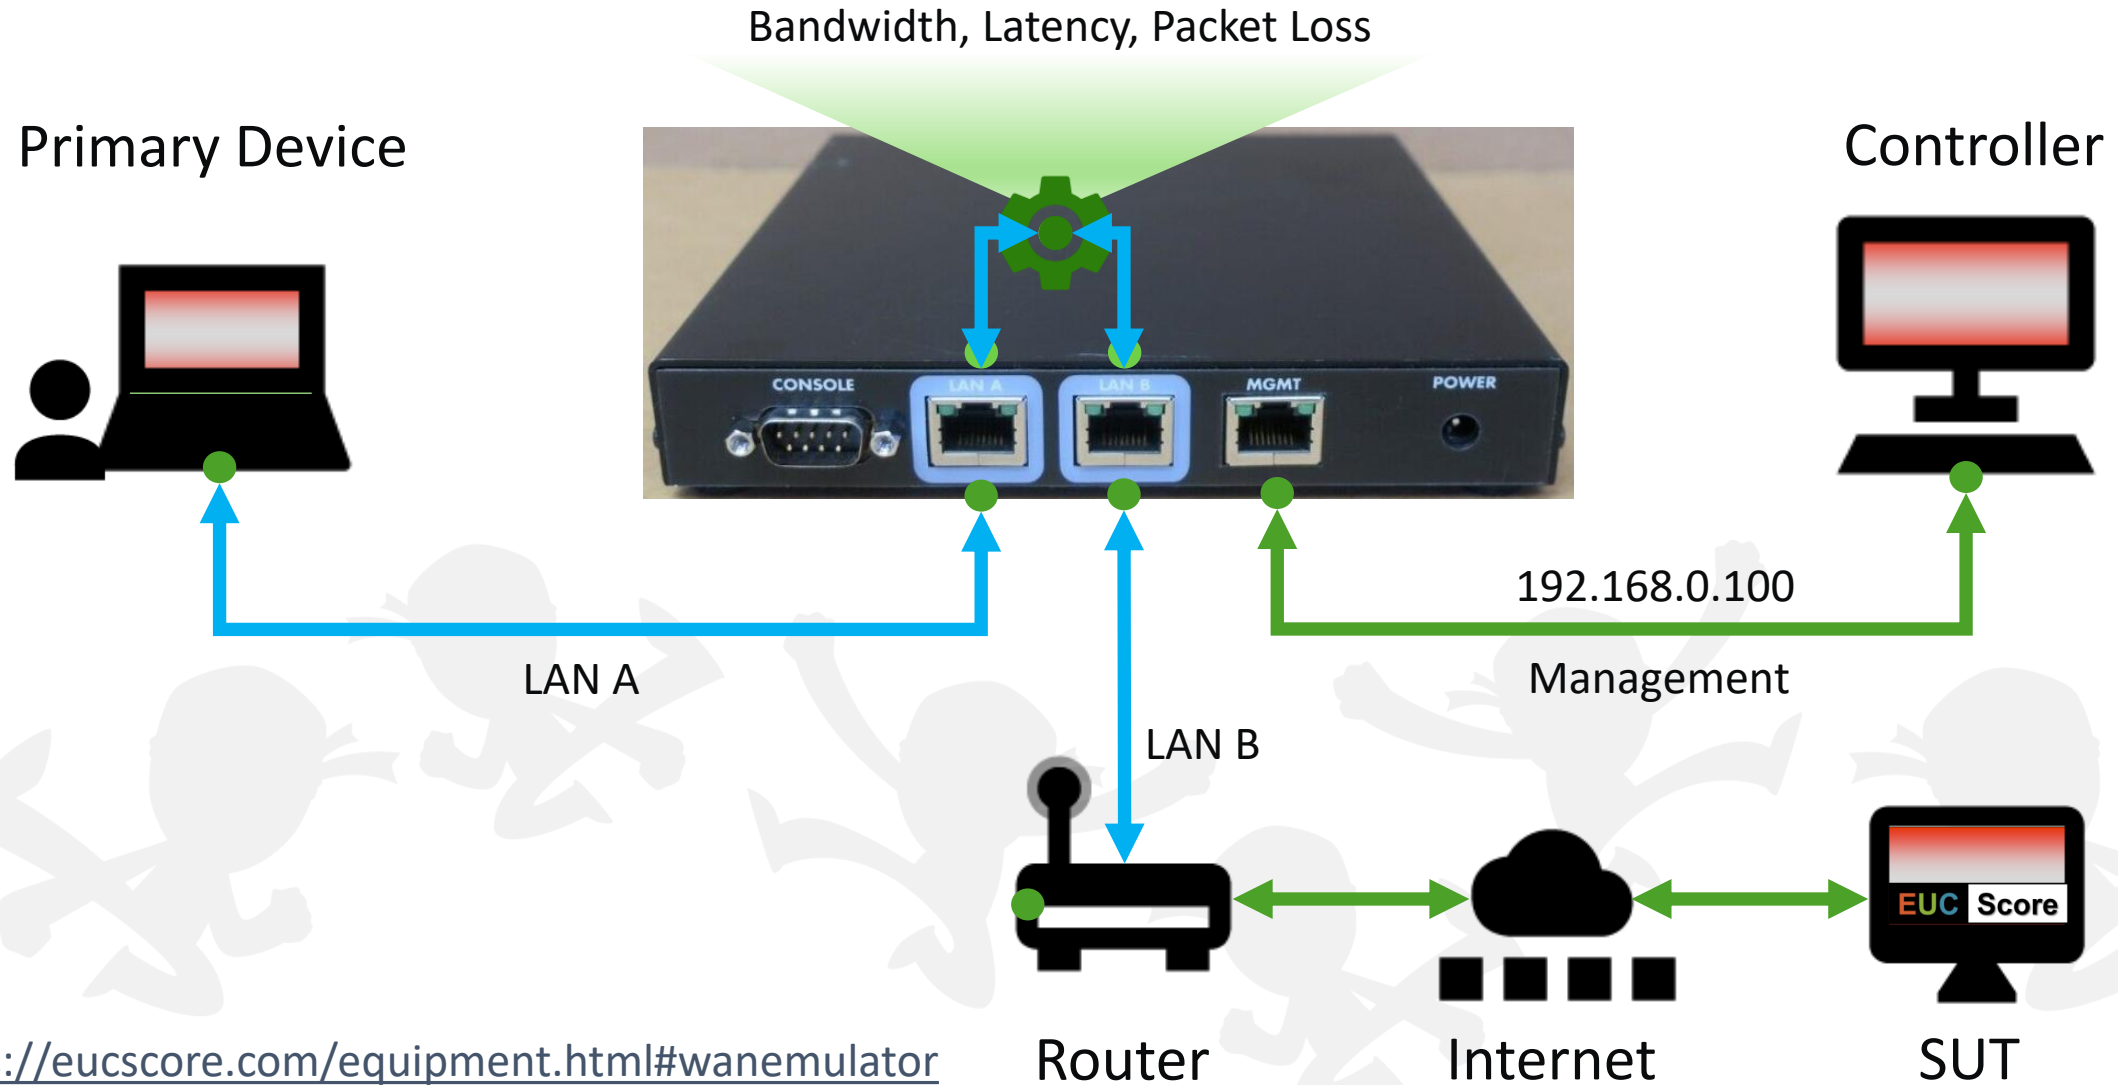 Bandwidth, Latency, Packet Loss
Primary Device
Controller
CONSOLE
LAN A
LAN B
MGMT
POWER
192.168.0.100
LAN A
Management
LAN B
EUC Score
://eucscore.com/equipment.html#wanemulator
Router
Internet
SUT